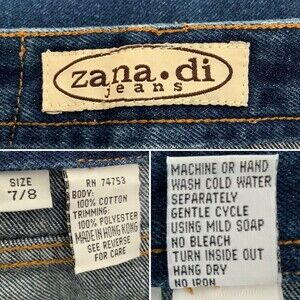 zana.di
jeans
SIZE
7/8
RN 74753
BODY:
100% COTTON
TRIMMING:
100% POLYESTER
MADE IN HONG KONG
SEE REVERSE
FOR CARE
MACHINE OR HAND
WASH COLD WATER
SEPARATELY
GENTLE CYCLE
USING MILD SOAP
NO BLEACH
TURN INSIDE OUT
HANG DRY
NO IRON